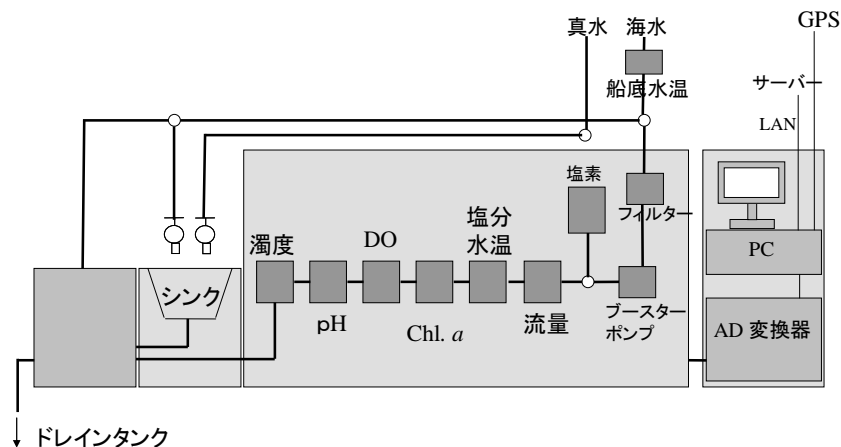 GPS
真水
海水
船底水温
サーバー
LAN
塩素
フィルター
塩分
水温
DO
濁度
PC
シンク
pH
Chl. a
流量
ブースター
ポンプ
AD 変換器
ドレインタンク